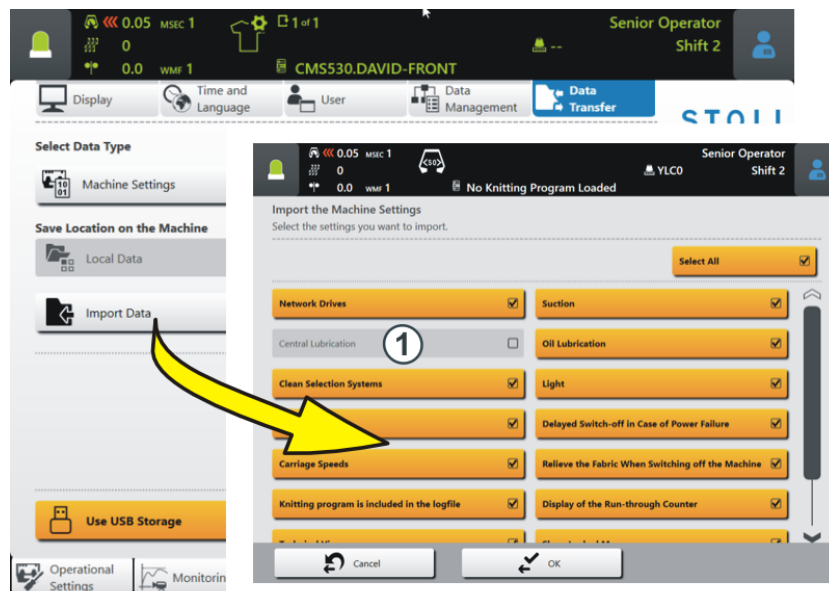 0.05 MSEC 1
1 of 1
Senior Operator
0
--
Shift 2
0.0 WMF 1
CMS530.DAVID-FRONT
Display
Time and
Language
User
Data
Management
Data
Transfer
STOLL
Select Data Type
Machine Settings
Save Location on the Machine
Local Data
Import Data
Use USB Storage
Operational
Settings
0.05 MSEC 1
<50>
Senior Operator
0
YLC0
Shift 2
0.0 WMF 1
No Knitting Program Loaded
Import the Machine Settings
Select the settings you want to import.
Select All
Network Drives
Suction
Central Lubrication
1
Oil Lubrication
Clean Selection Systems
Light
Delayed Switch-off in Case of Power Failure
Carriage Speeds
Relieve the Fabric When Switching off the Machine
Knitting program is included in the logfile
Display of the Run-through Counter
Cancel
OK